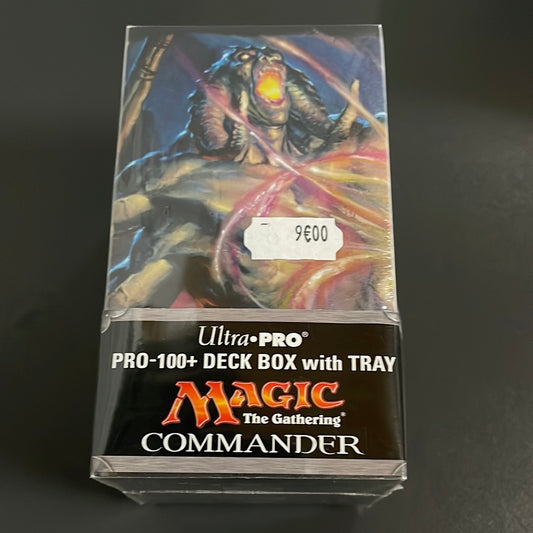 9€00
Ultra•PRO®
PRO-100+ DECK BOX with TRAY
MAGIC
The Gathering®
COMMANDER